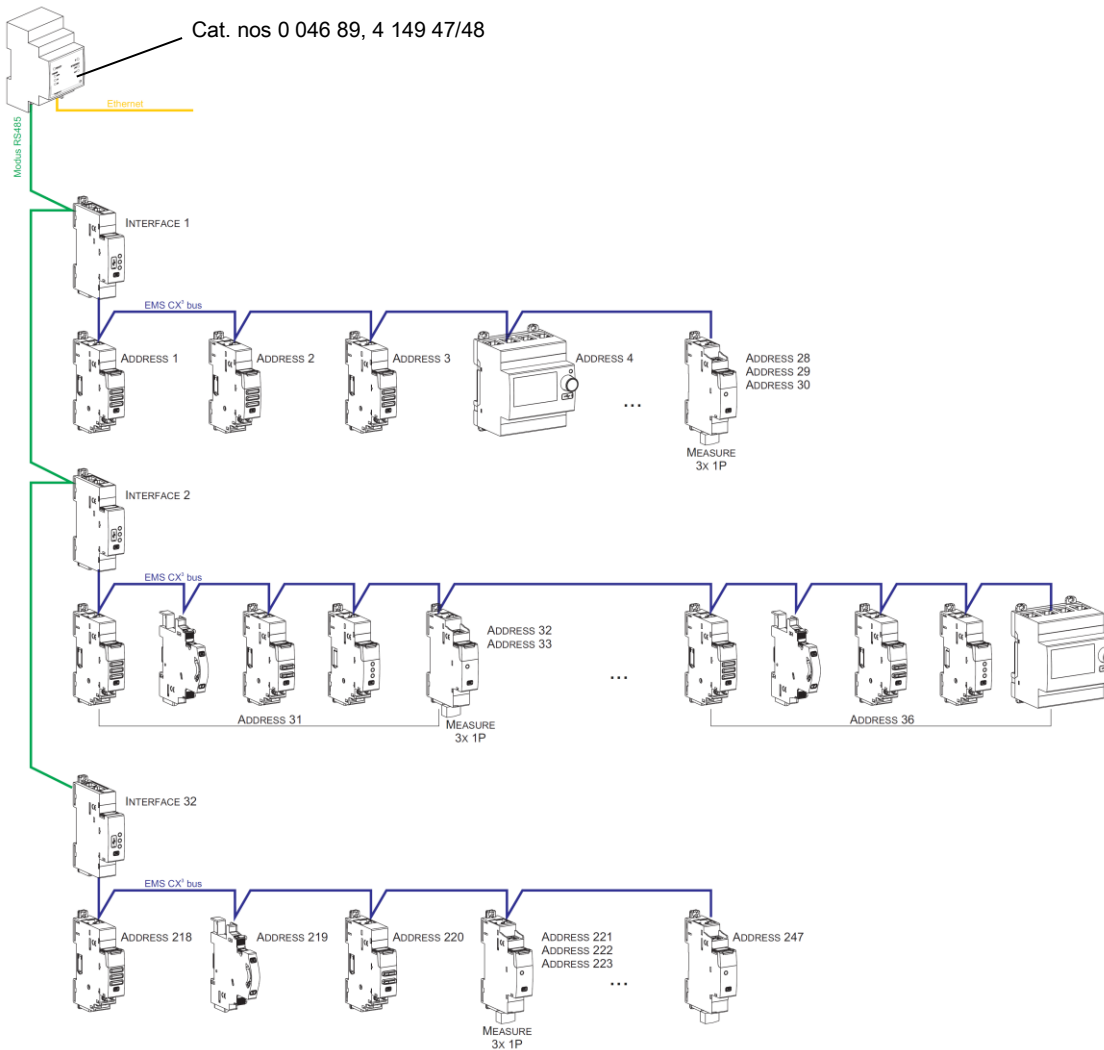 Cat. nos 0 046 89, 4 149 47/48
Ethernet
Modus RS485
INTERFACE 1
EMS CX³ bus
ADDRESS 1
ADDRESS 2
ADDRESS 3
ADDRESS 4
...
ADDRESS 28
ADDRESS 29
ADDRESS 30
MEASURE
3X 1P
INTERFACE 2
EMS CX³ bus
ADDRESS 32
ADDRESS 33
...
ADDRESS 31
MEASURE
3X 1P
ADDRESS 36
INTERFACE 32
EMS CX³ bus
ADDRESS 218
ADDRESS 219
ADDRESS 220
ADDRESS 221
ADDRESS 222
ADDRESS 223
...
ADDRESS 247
MEASURE
3X 1P